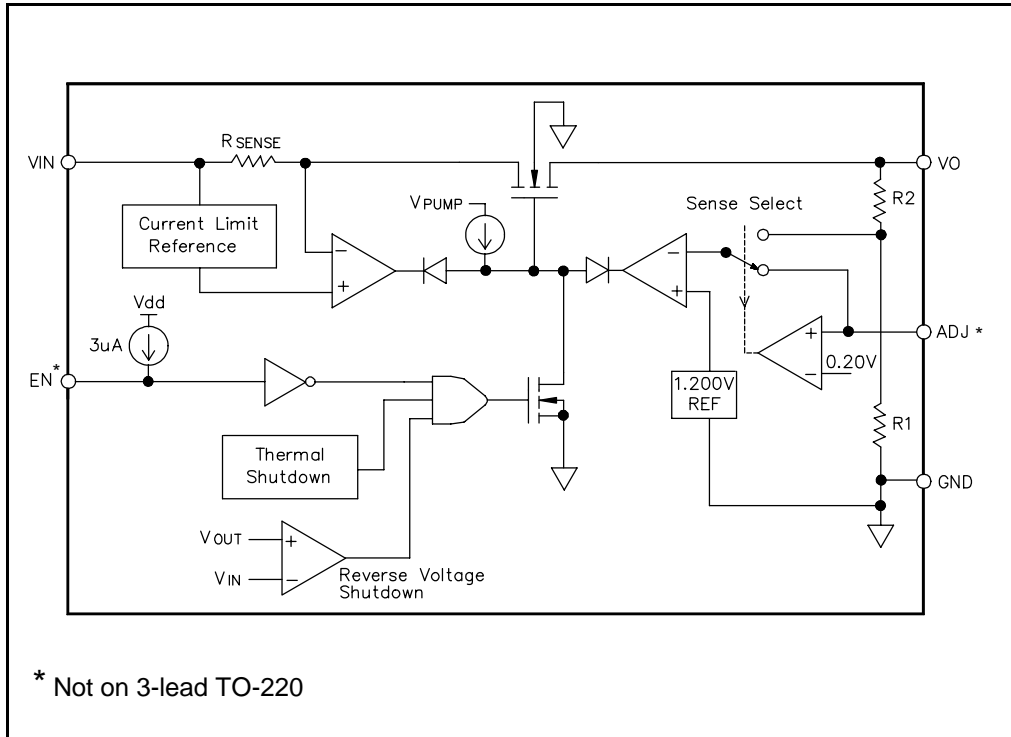 R SENSE
VIN
VO
R2
Current Limit
Reference
V PUMP
Sense Select
-
+
-
+
Vdd
3uA
EN*
+
-
0.20V
ADJ *
1.200V
REF
R1
Thermal
Shutdown
GND
VOUT
+
VIN
-
Reverse Voltage
Shutdown
* Not on 3-lead TO-220